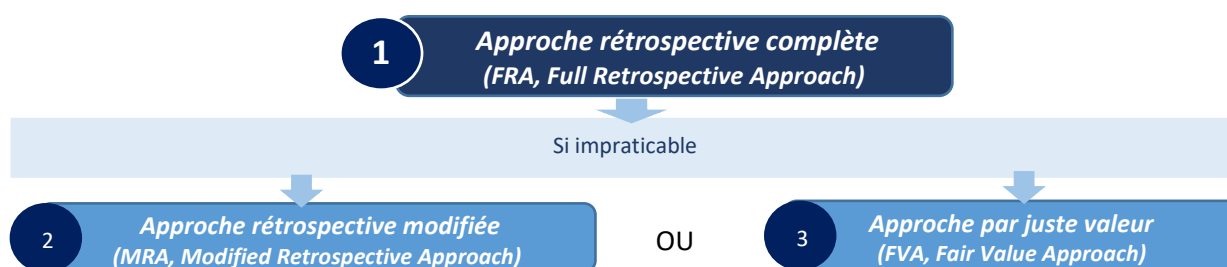 1
Approche rétrospective complète
(FRA, Full Retrospective Approach)
Si impraticable
2
Approche rétrospective modifiée
(MRA, Modified Retrospective Approach)
OU
3
Approche par juste valeur
(FVA, Fair Value Approach)